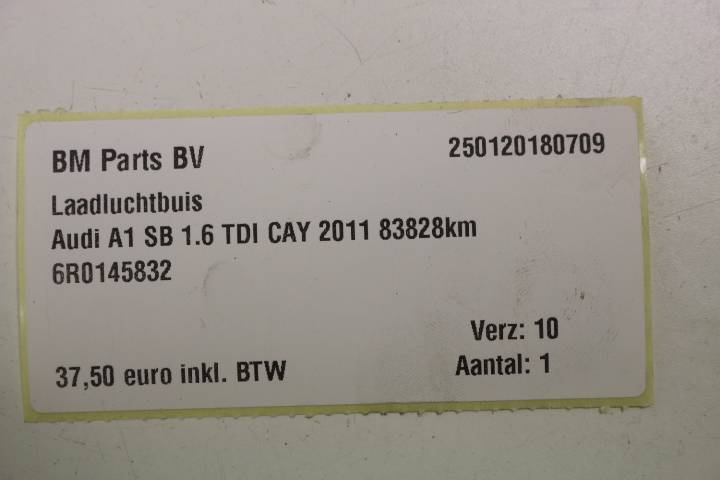 BM Parts BV 250120180709
Laadluchtbuis
Audi A1 SB 1.6 TDI CAY 2011 83828km
6R0145832
Verz: 10
37,50 euro inkl. BTW Aantal: 1